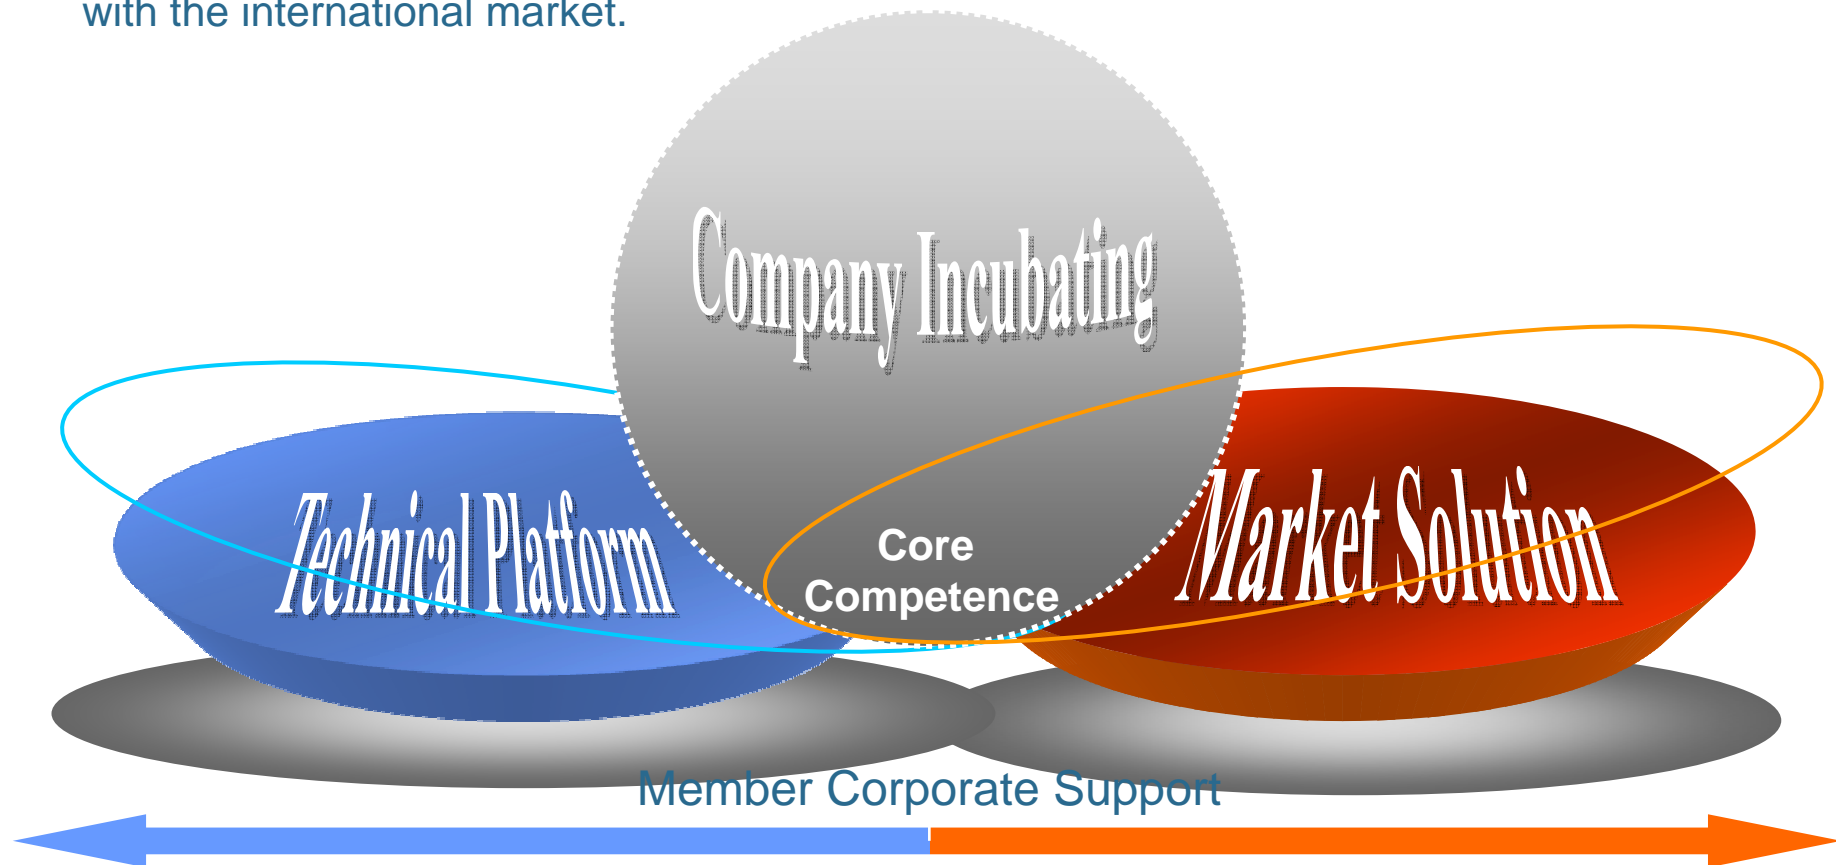 with the international market.
Company Incubating
Technical Platform
Market Solution
Core
Competence
Member Corporate Support